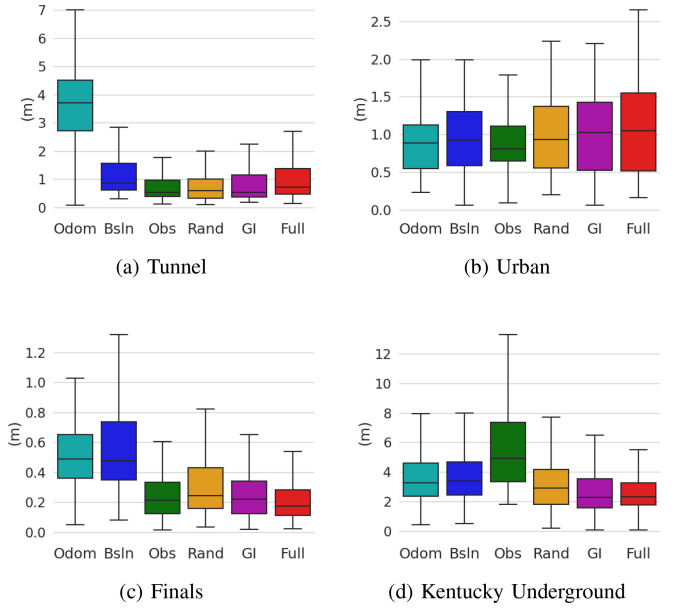 7
6
5
4
3
2
1
0
(m)
Odom Bsln Obs Rand GI Full
(a) Tunnel
2.5
2.0
1.5
1.0
0.5
0.0
(m)
Odom Bsln Obs Rand GI Full
(b) Urban
1.2
1.0
0.8
0.6
0.4
0.2
0.0
(m)
Odom Bsln Obs Rand GI Full
(c) Finals
12
10
8
6
4
2
0
(m)
Odom Bsln Obs Rand GI Full
(d) Kentucky Underground